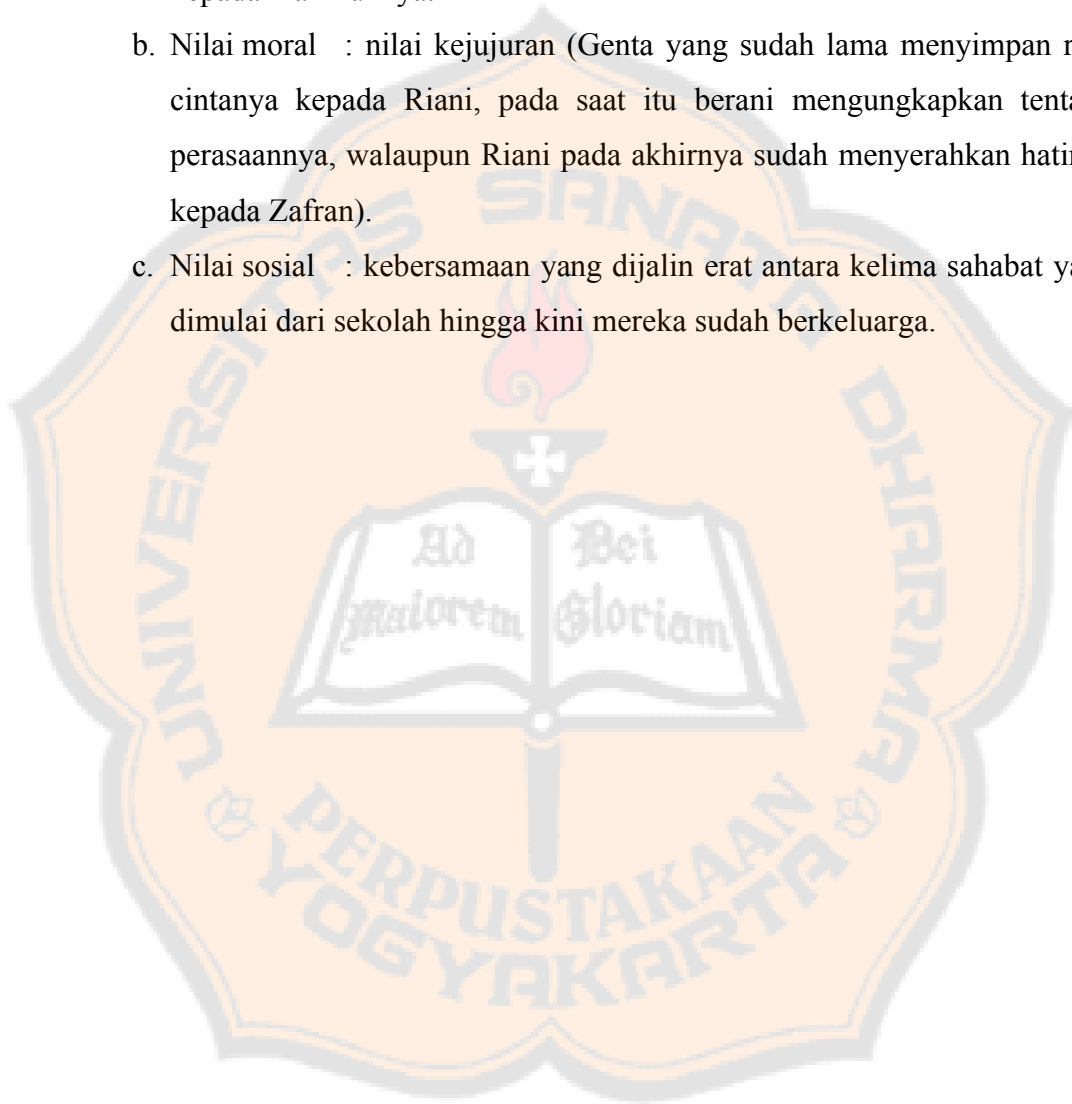 b. Nilai moral : nilai kejujuran (Genta yang sudah lama menyimpan
cintanya kepada Riani, pada saat itu berani mengungkapkan
perasaannya, walaupun Riani pada akhirnya sudah menyerahkan
kepada Zafran).
c. Nilai sosial : kebersamaan yang dijalin erat antara kelima sahabat
dimulai dari sekolah hingga kini mereka sudah berkeluarga.
UNIVERSITAS SANATA DHARMA
Ad Dei
Maiorem Gloriam
PERPUSTAKAAN
YOGYAKARTA